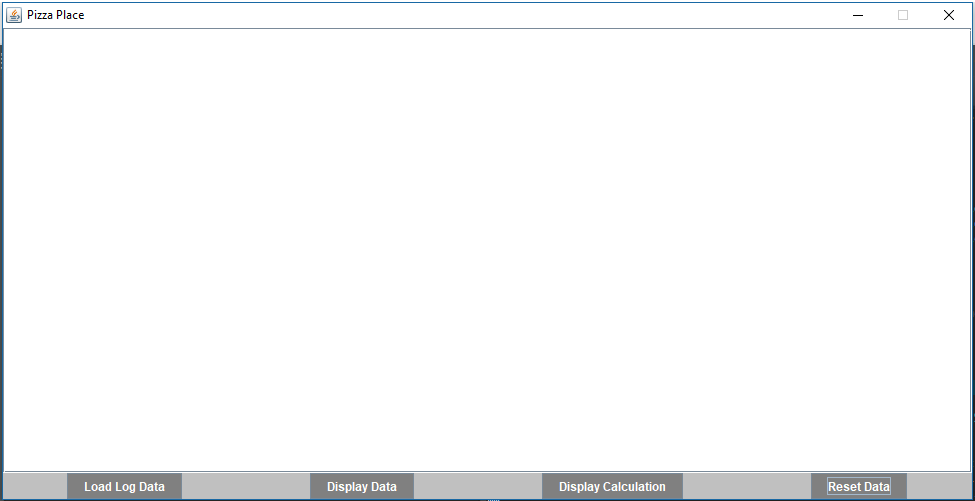 Pizza Place
Load Log Data
Display Data
Display Calculation
Reset Data